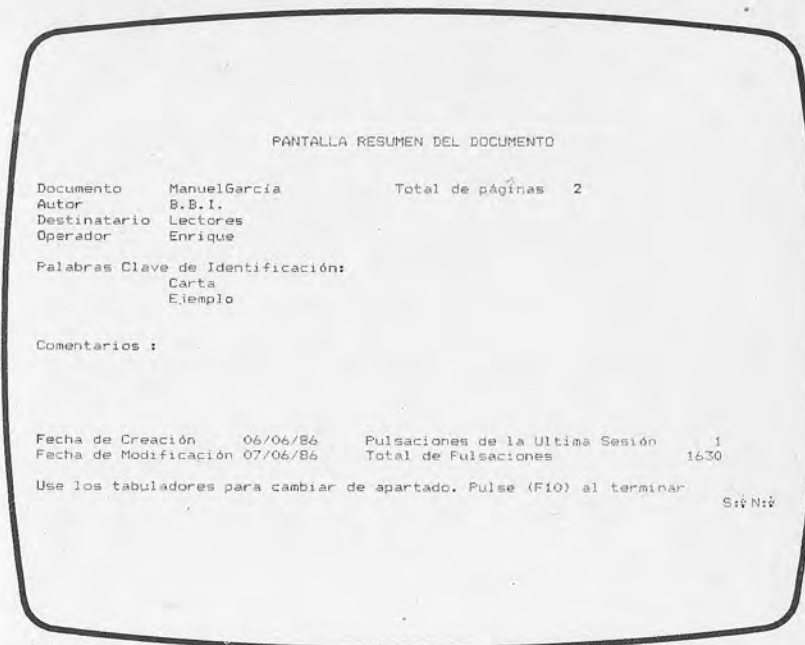 PANTALLA RESUMEN DEL DOCUMENTO
Documento ManuelGarcía Total de páginas 2
Autor B.B.I.
Destinatario Lectores
Operador Enrique
Palabras Clave de Identificación:
Carta
Ejemplo
Comentarios :
Fecha de Creación 06/06/86 Pulsaciones de la Ultima Sesión 1
Fecha de Modificación 07/06/86 Total de Pulsaciones 1630
Use los tabuladores para cambiar de apartado. Pulse (F10) al terminar
S: N: